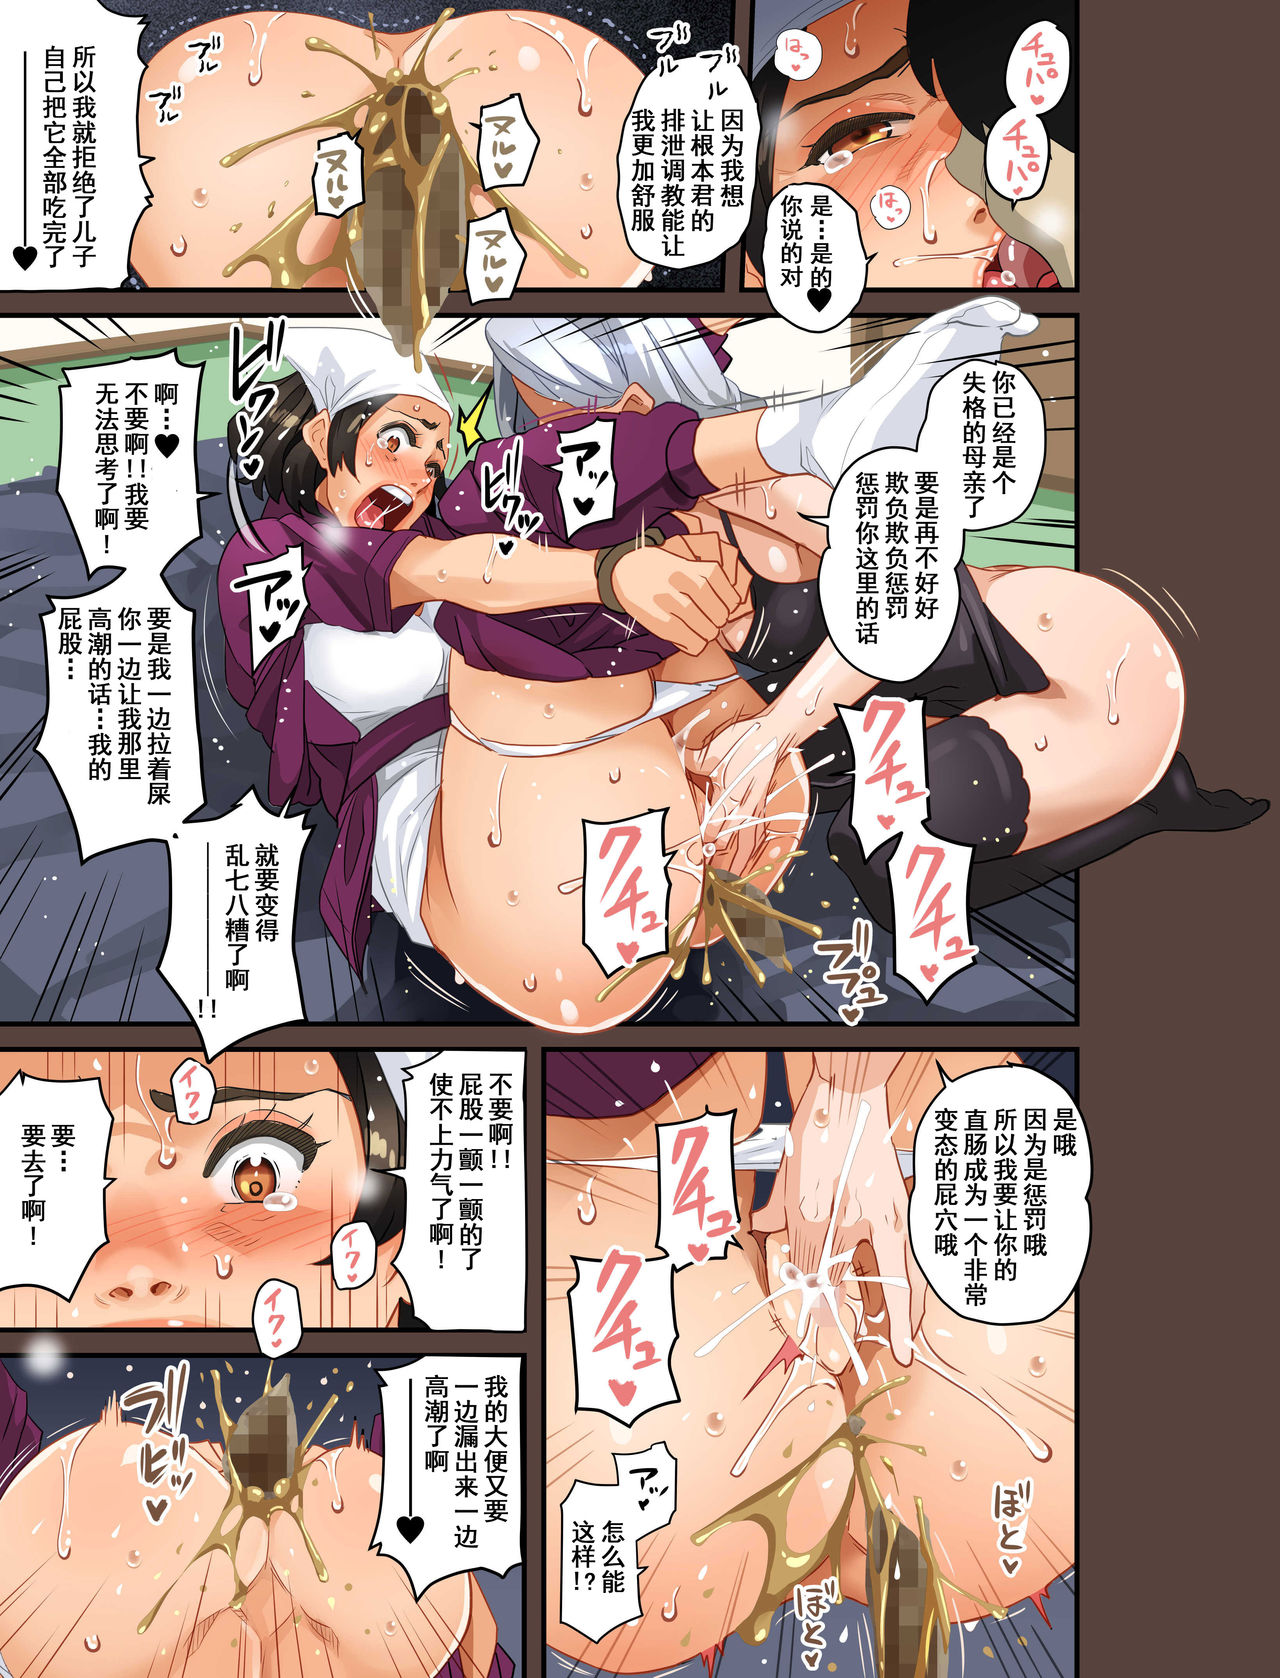 チュパ
チュパ
はっ
はっ
是…是的♥
你说的对
因为我想
让根本君的
排泄调教能让
我更加舒服
ブルッ
ブルッ
ブルッ
ヌル
ヌル
ヌル
ヌル
所以我就拒绝了儿子
自己把它全部吃完了
——♥
你已经是个
失格的母亲了
要是再不好好
欺负欺负惩罚
惩罚你这里的话
アッ
ビクッ
ビクンッ
アッ
クチュ
クチュ
クチュ
ブピュ
啊…♥
不要啊!!我要
无法思考了啊!
要是我一边拉着屎
你一边让我那里
高潮的话…我的
屁股…
就要变得
乱七八糟了啊
——!!
是哦
因为是惩罚哦
所以我要让你的
直肠成为一个非常
变态的屁穴哦
クチュ
クチュ
アッ
怎么能
这样!?
ぼと
ぼと
不要啊!!
屁股一颤一颤的了
使不上力气了啊!
イク
イク
イク
要…
要去了啊!
我的大便又要
一边漏出来一边
高潮了啊
——♥
ブビッ